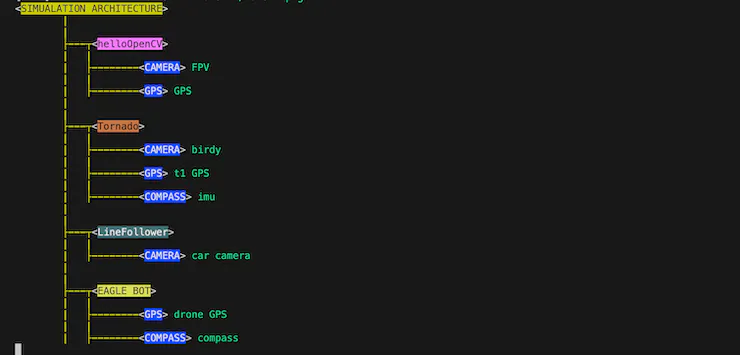 <SIMUALATION ARCHITECTURE>
<helloOpenCV>
<CAMERA> FPV
<GPS> GPS
<Tornado>
<CAMERA> birdy
<GPS> t1 GPS
<COMPASS> imu
<LineFollower>
<CAMERA> car camera
<EAGLE BOT>
<GPS> drone GPS
<COMPASS> compass